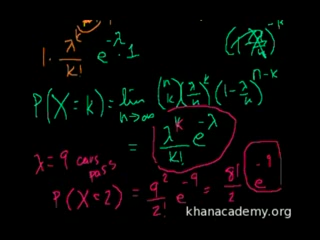 1 · λ^k/k! e^-λ · 1
P(X=k) = lim n→∞ (n k) (λ/n)^k (1-λ/n)^n-k
= λ^k/k! e^-λ
λ = 9 cars pass
P(X=2) = 9^2/2! e^-9 = 81/2 e^-9
khanacademy.org